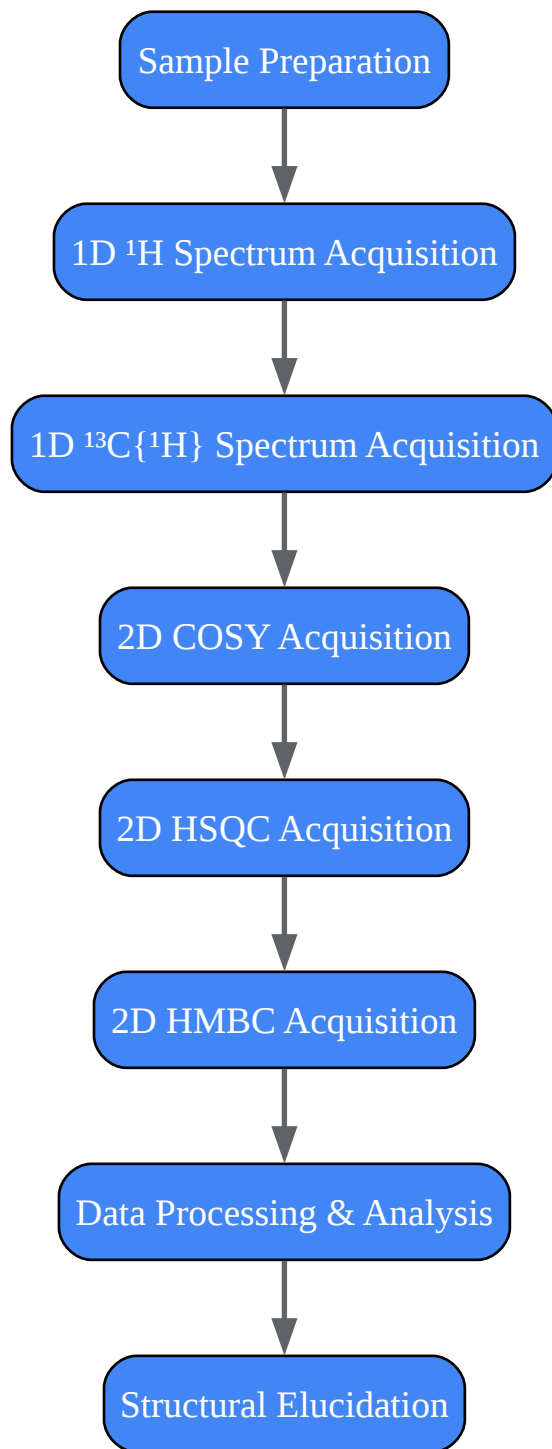 Sample Preparation
1D ¹H Spectrum Acquisition
1D ¹³C{¹H} Spectrum Acquisition
2D COSY Acquisition
2D HSQC Acquisition
2D HMBC Acquisition
Data Processing & Analysis
Structural Elucidation